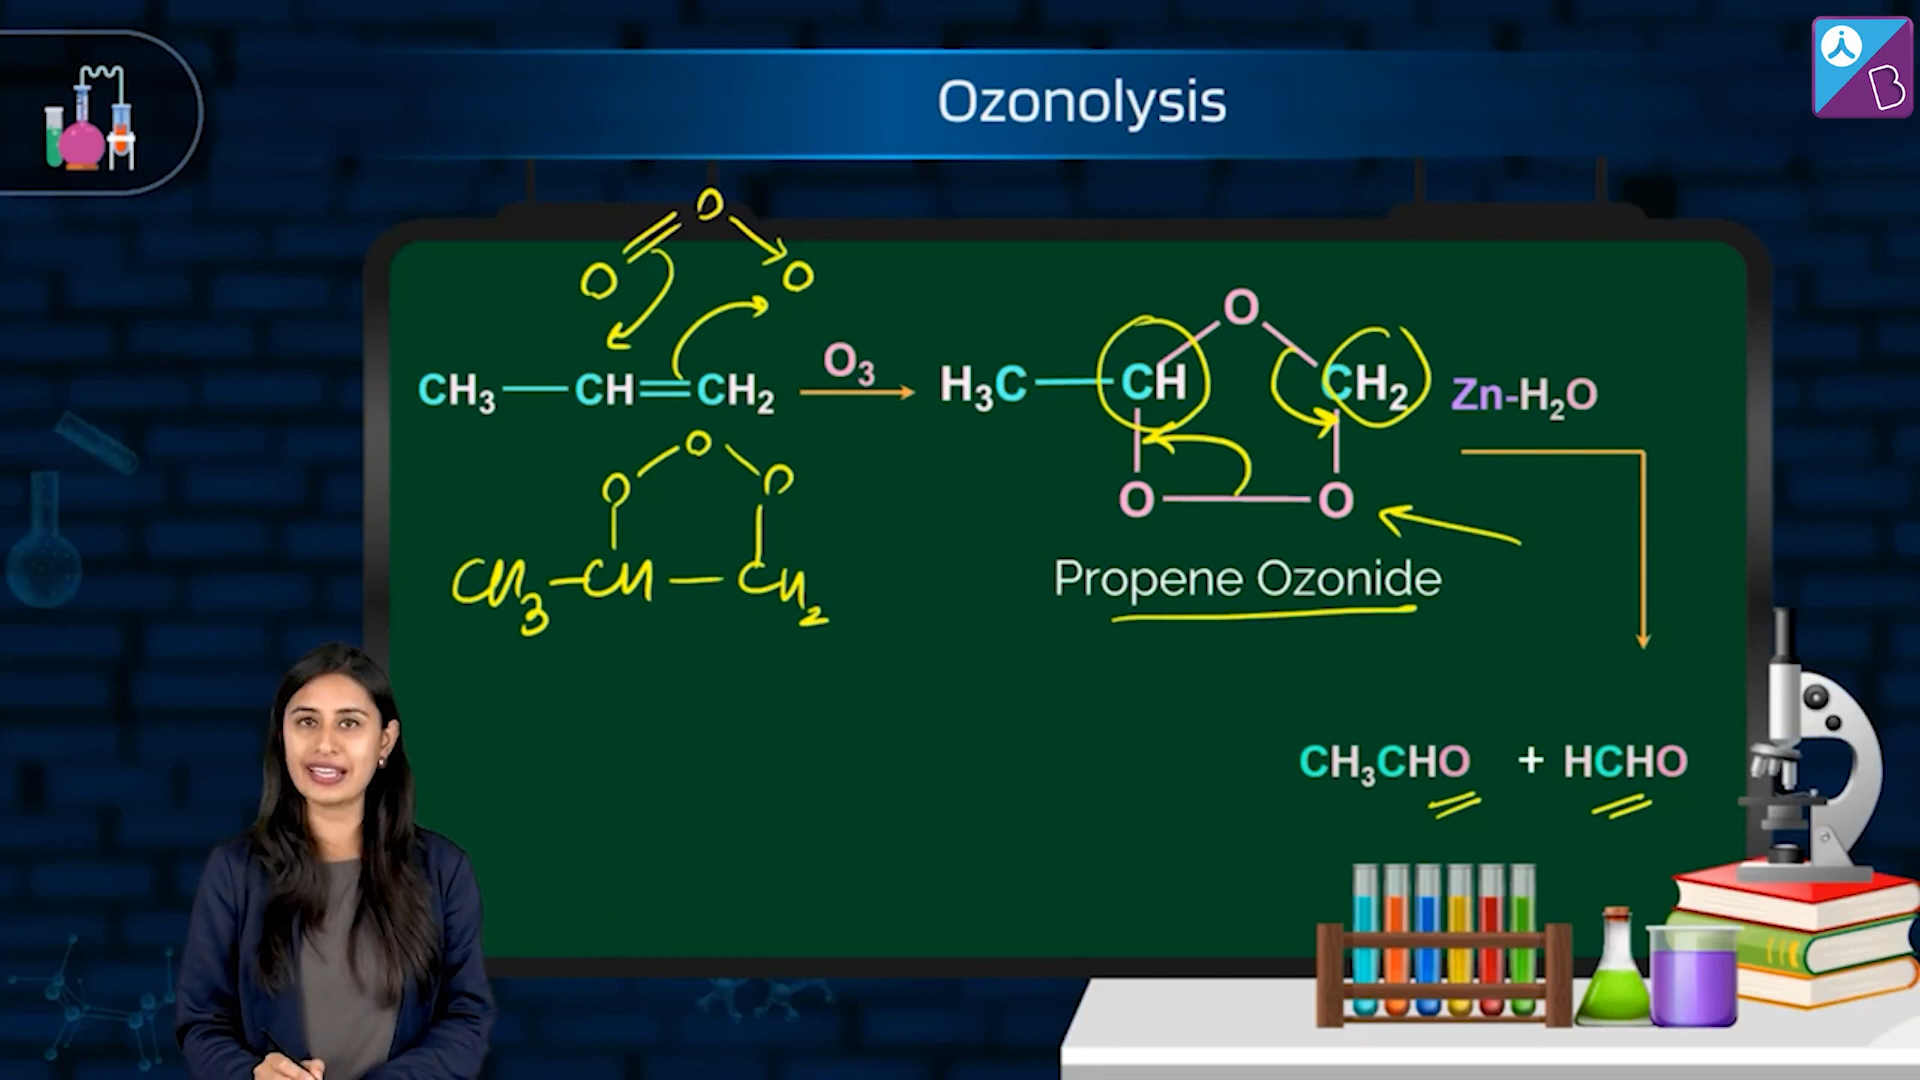 Ozonolysis
O
O O
CH3—CH=CH2 O3 H3C—CH O CH2 Zn-H2O
O O
O
O O
CH3—CH—CH2
Propene Ozonide
CH3CHO + HCHO
B